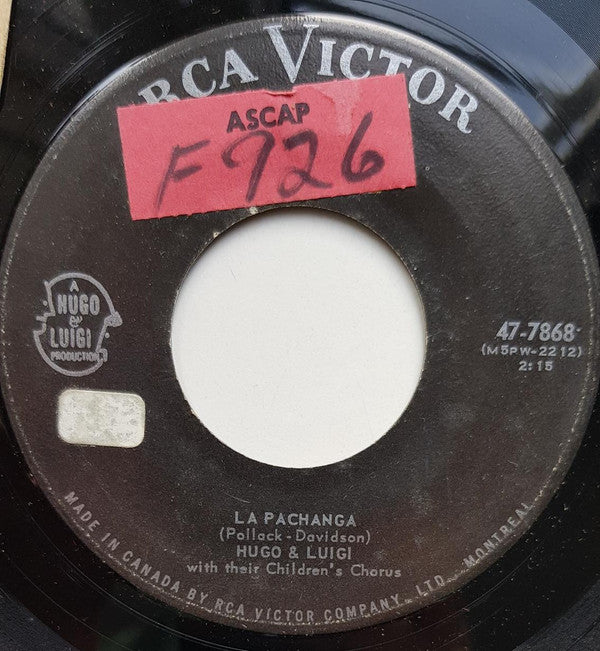 RCA VICTOR
ASCAP
F926
A
HUGO
&
LUIGI
PRODUCTION
47-7868
(M5PW-2212)
2:15
LA PACHANGA
(Pollack - Davidson)
HUGO & LUIGI
with their Children's Chorus
MADE IN CANADA BY RCA VICTOR COMPANY, LTD., MONTREAL